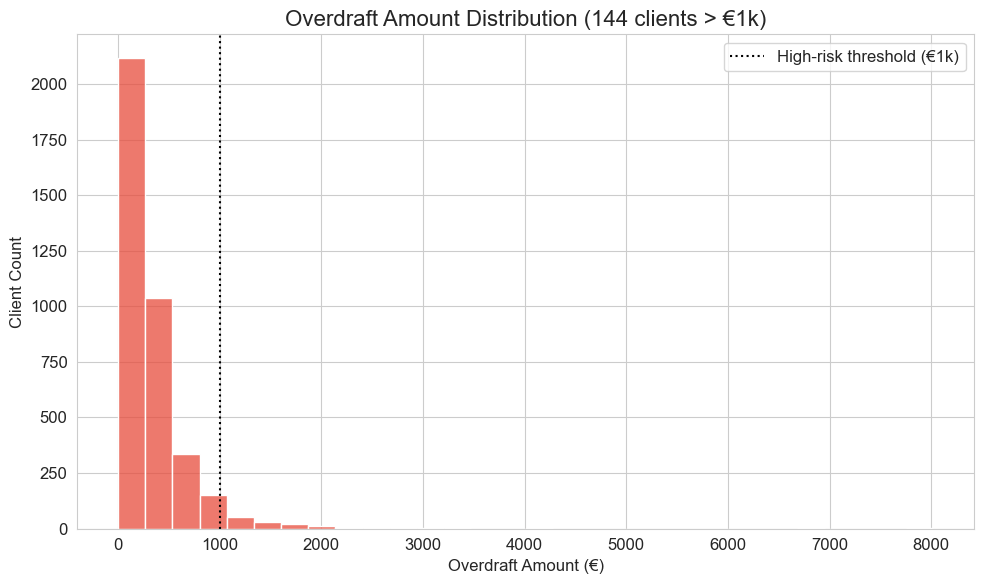 Overdraft Amount Distribution (144 clients > €1k)
High-risk threshold (€1k)
Client Count
2000
1750
1500
1250
1000
750
500
250
0
0 1000 2000 3000 4000 5000 6000 7000 8000
Overdraft Amount (€)